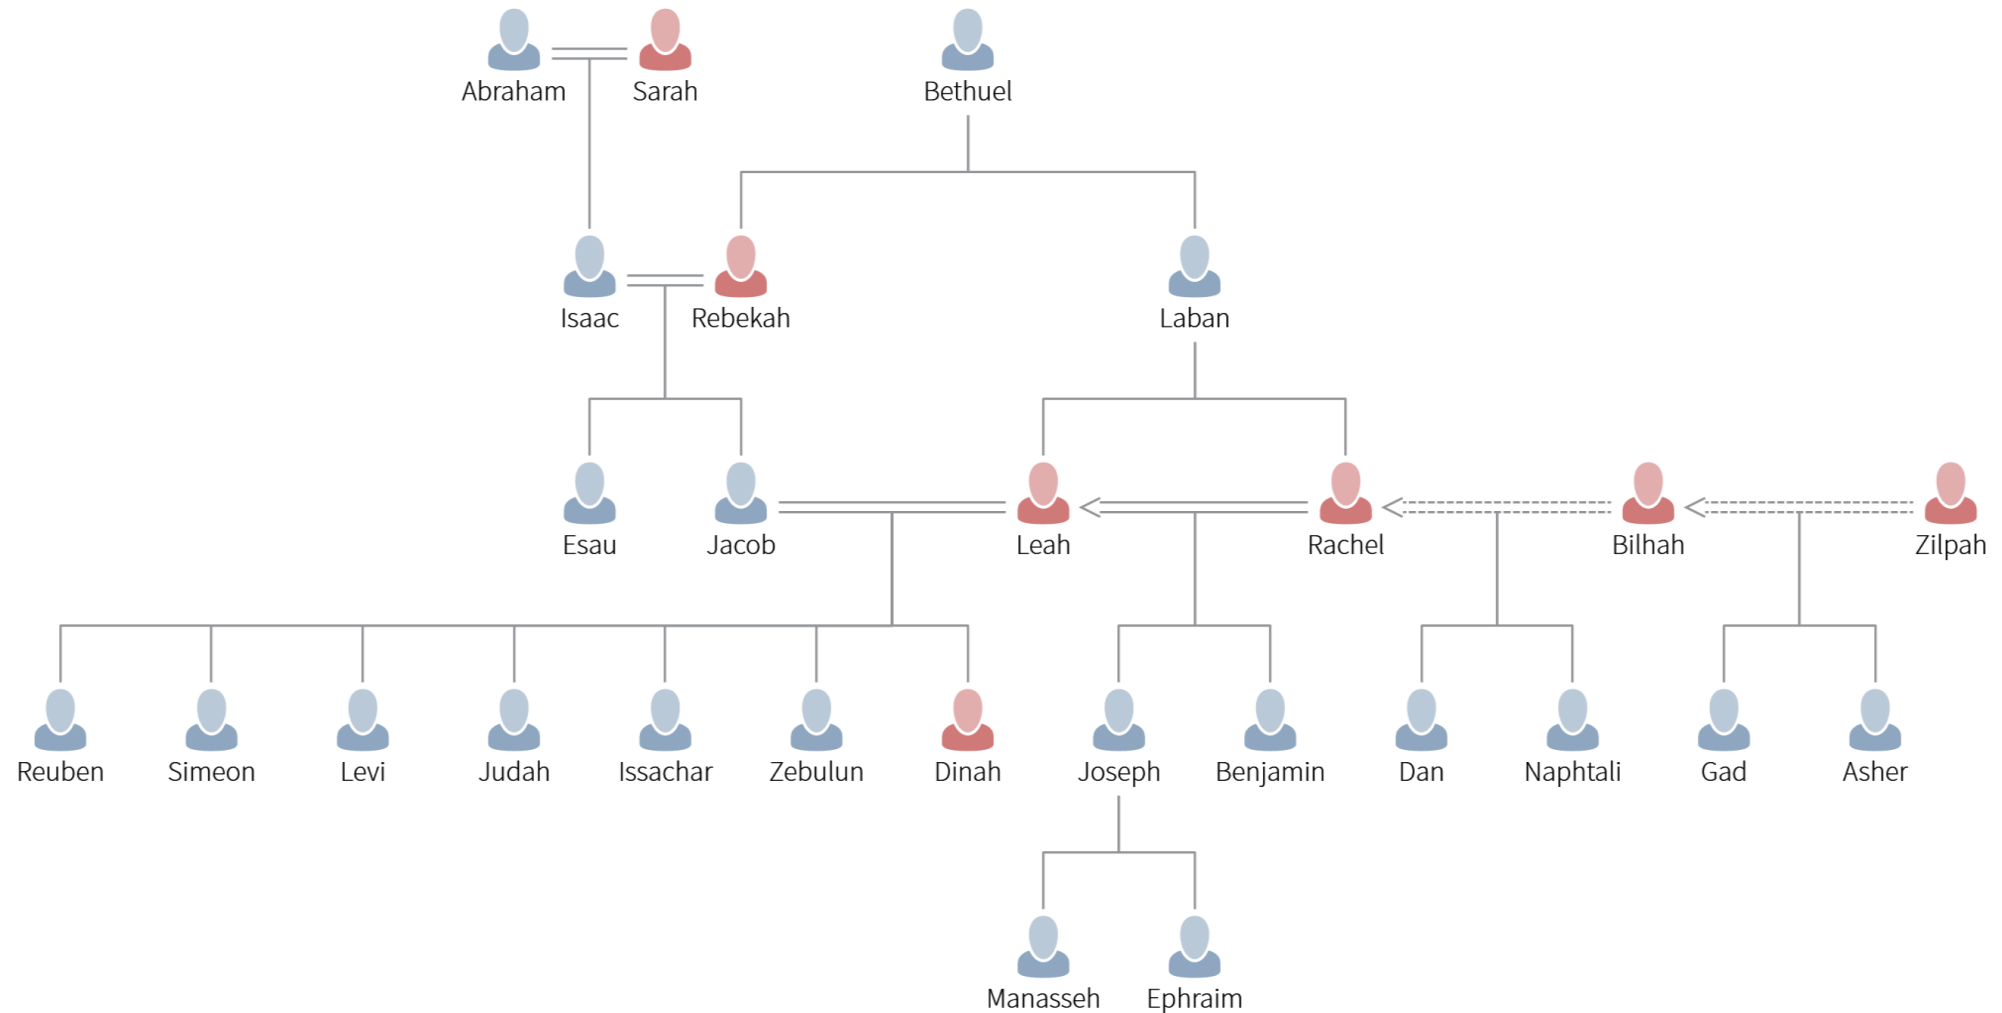 Abraham
Sarah
Bethuel
Isaac
Rebekah
Laban
Esau
Jacob
Leah
Rachel
Bilhah
Zilpah
Reuben
Simeon
Levi
Judah
Issachar
Zebulun
Dinah
Joseph
Benjamin
Dan
Naphtali
Gad
Asher
Manasseh
Ephraim